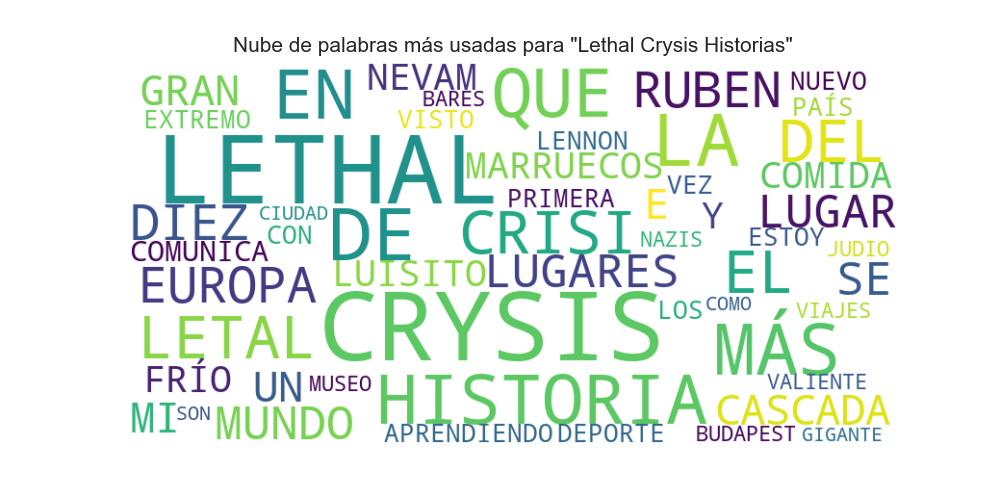 Nube de palabras más usadas para "Lethal Crysis Historias"
GRAN EN NEVAM QUE RUBEN NUEVO
EXTREMO BARES VISTO PAÍS
LETHAL LENNON LA DEL
MARRUECOS COMIDA
DIEZ CIUDAD DE PRIMERA E VEZ Y LUGAR
COMUNICA CON CRISI NAZIS ESTOY JUDIO
EUROPA LUISITO LUGARES EL SE
LETAL CRYSIS LOS COMO VIAJES
MÁS
FRÍO UN MUSEO HISTORIA VALIENTE
MI SON MUNDO CASCADA
APRENDIENDO DEPORTE BUDAPEST GIGANTE